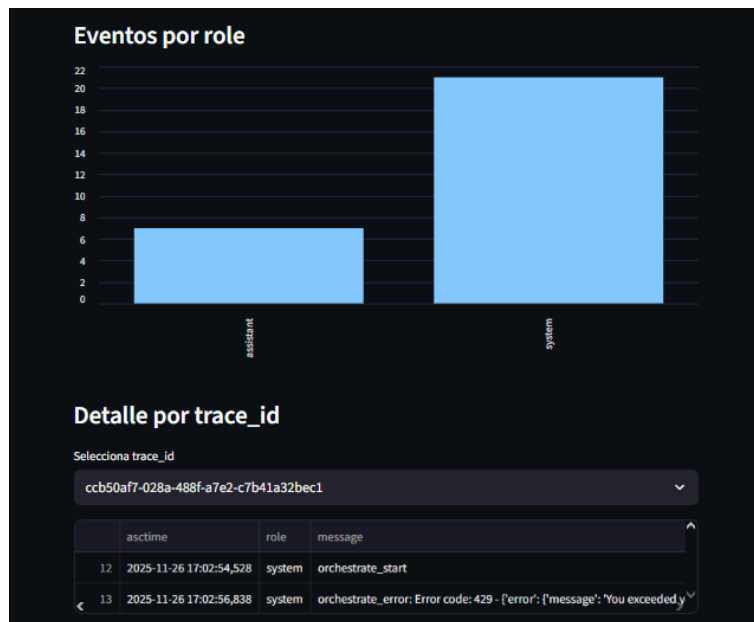 Eventos por role
22
20
18
16
14
12
10
8
6
4
2
0
assistant
system
Detalle por trace_id
Selecciona trace_id
ccb50af7-028a-488f-a7e2-c7b41a32bec1
asctime role message
12 2025-11-26 17:02:54,528 system orchestrate_start
13 2025-11-26 17:02:56,838 system orchestrate_error: Error code: 429 - {'error': {'message': 'You exceeded y